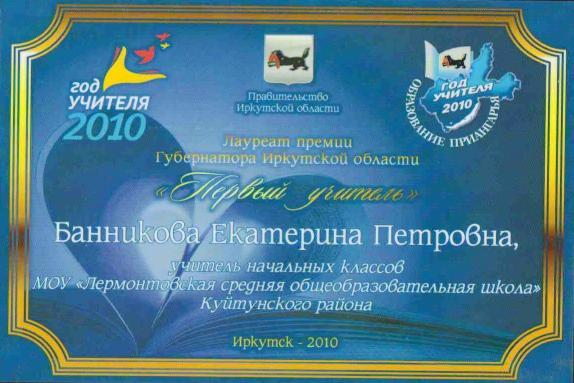 ГОД
УЧИТЕЛЯ
2010
Правительство
Иркутской области
ГОД
УЧИТЕЛЯ
2010
ОБРАЗОВАНИЕ ПРИАНГАРЬЯ
Лауреат премии
Губернатора Иркутской области
«Первый учитель»
Банникова Екатерина Петровна,
учитель начальных классов
МОУ «Лермонтовская средняя общеобразовательная школа»
Куйтунского района
Иркутск - 2010